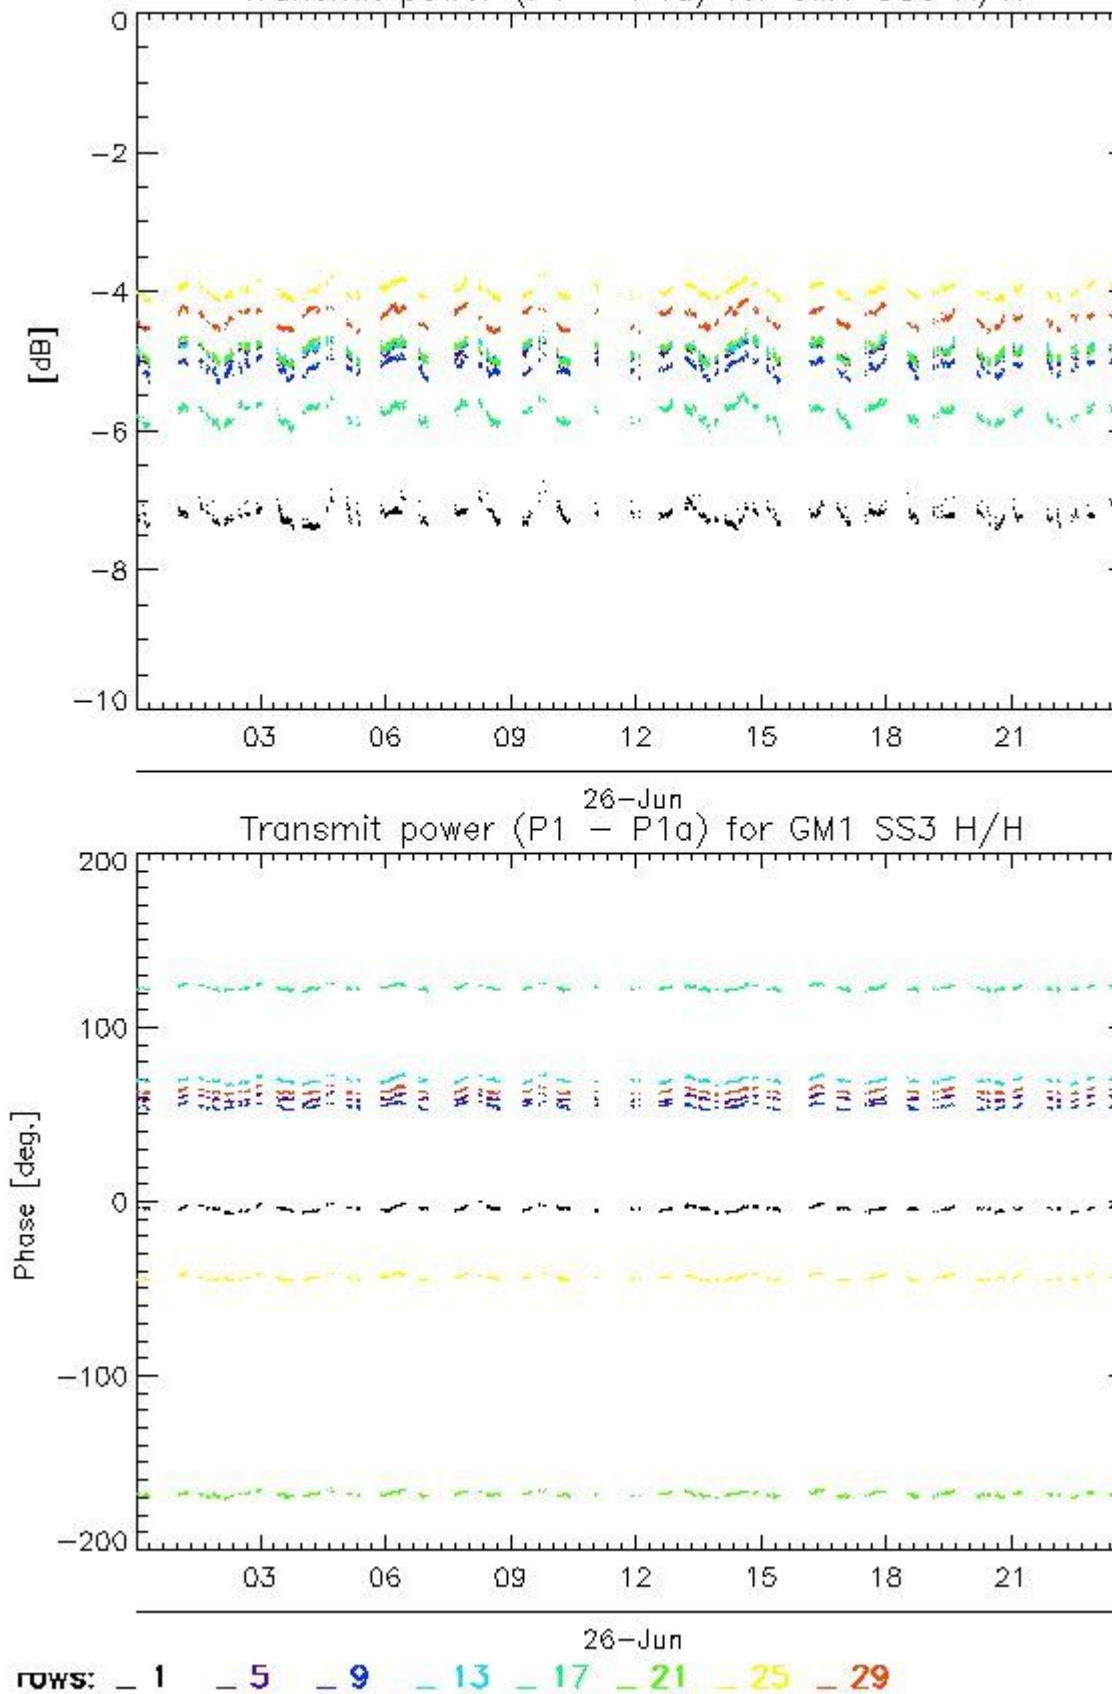 0
−2
−4
−6
−8
−10
[dB]
03 06 09 12 15 18 21
26−Jun
Transmit power (P1 − P1a) for GM1 SS3 H/H
200
100
0
−100
−200
Phase [deg.]
03 06 09 12 15 18 21
26−Jun
rows: _ 1 _ 5 _ 9 _ 13 _ 17 _ 21 _ 25 _ 29